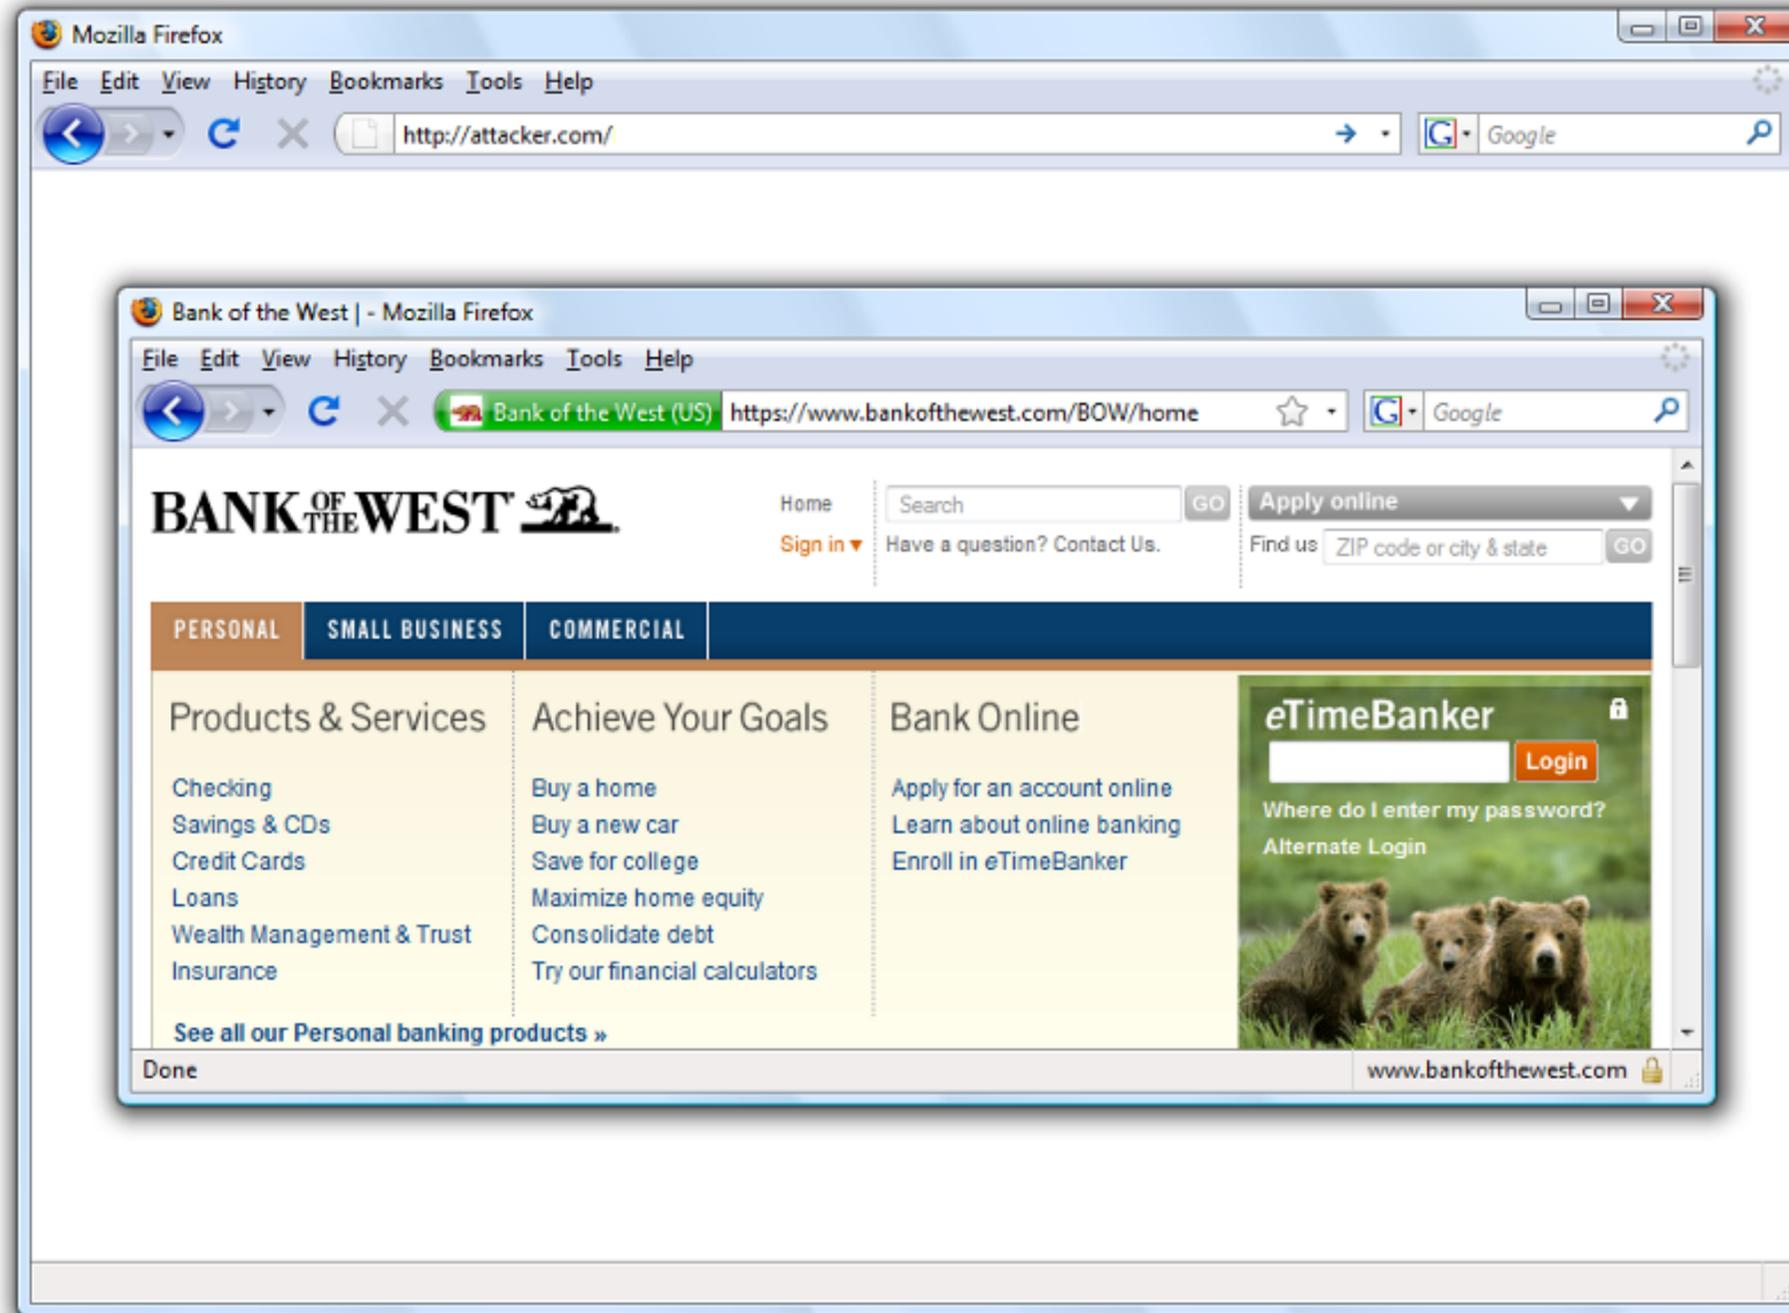 Mozilla Firefox
File Edit View History Bookmarks Tools Help
http://attacker.com/ G Google
Bank of the West | - Mozilla Firefox
File Edit View History Bookmarks Tools Help
Bank of the West (US) https://www.bankofthewest.com/BOW/home G Google
BANK OF THE WEST
Home Search GO Apply online
Sign in Have a question? Contact Us. Find us ZIP code or city & state GO
PERSONAL SMALL BUSINESS COMMERCIAL
Products & Services
Checking
Savings & CDs
Credit Cards
Loans
Wealth Management & Trust
Insurance
See all our Personal banking products »
Achieve Your Goals
Buy a home
Buy a new car
Save for college
Maximize home equity
Consolidate debt
Try our financial calculators
Bank Online
Apply for an account online
Learn about online banking
Enroll in eTimeBanker
eTimeBanker
Login
Where do I enter my password?
Alternate Login
Done www.bankofthewest.com